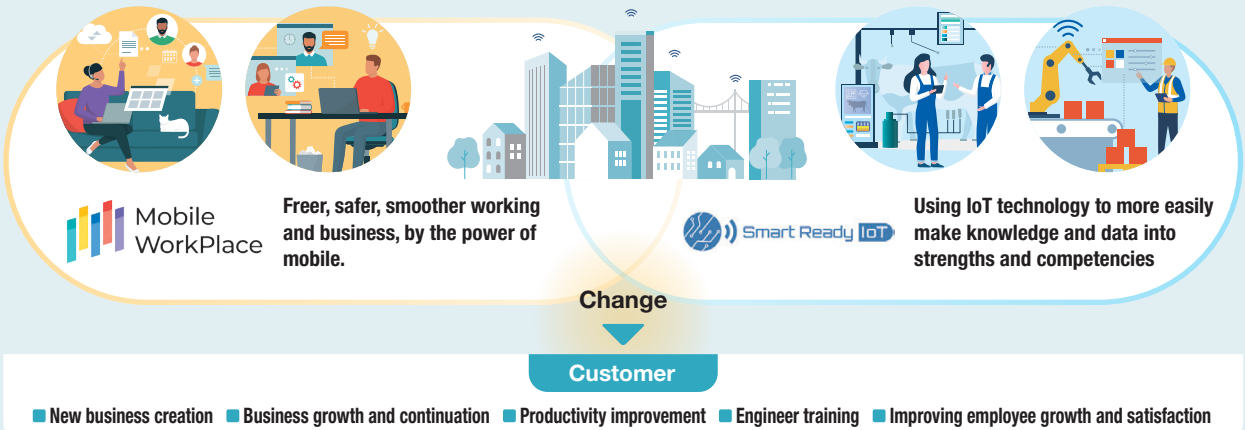 Mobile
WorkPlace
Freer, safer, smoother working
and business, by the power of
mobile.
Smart Ready IoT
Using IoT technology to more easily
make knowledge and data into
strengths and competencies
Change
Customer
New business creation Business growth and continuation Productivity improvement Engineer training Improving employee growth and satisfaction